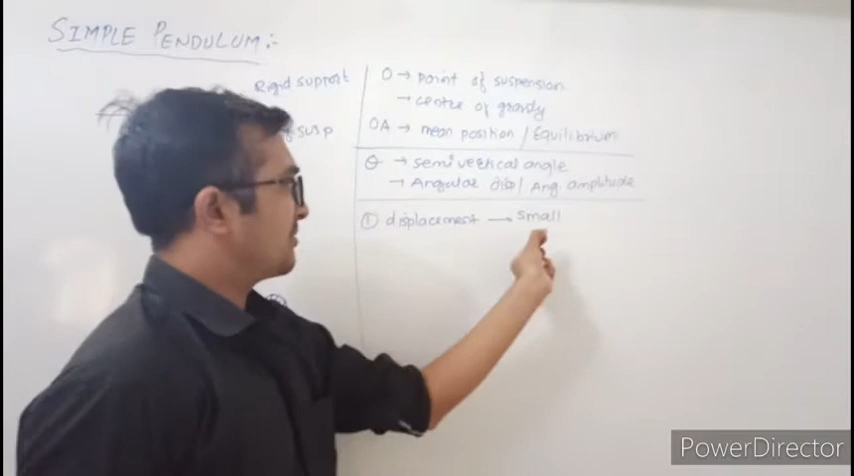 SIMPLE PENDULUM :-
Rigid support
susp
O → point of suspension
→ centre of gravity
OA → mean position / Equilibrium
θ → semi vertical angle
→ Angular disp / Ang. amplitude
① displacement → small
PowerDirector